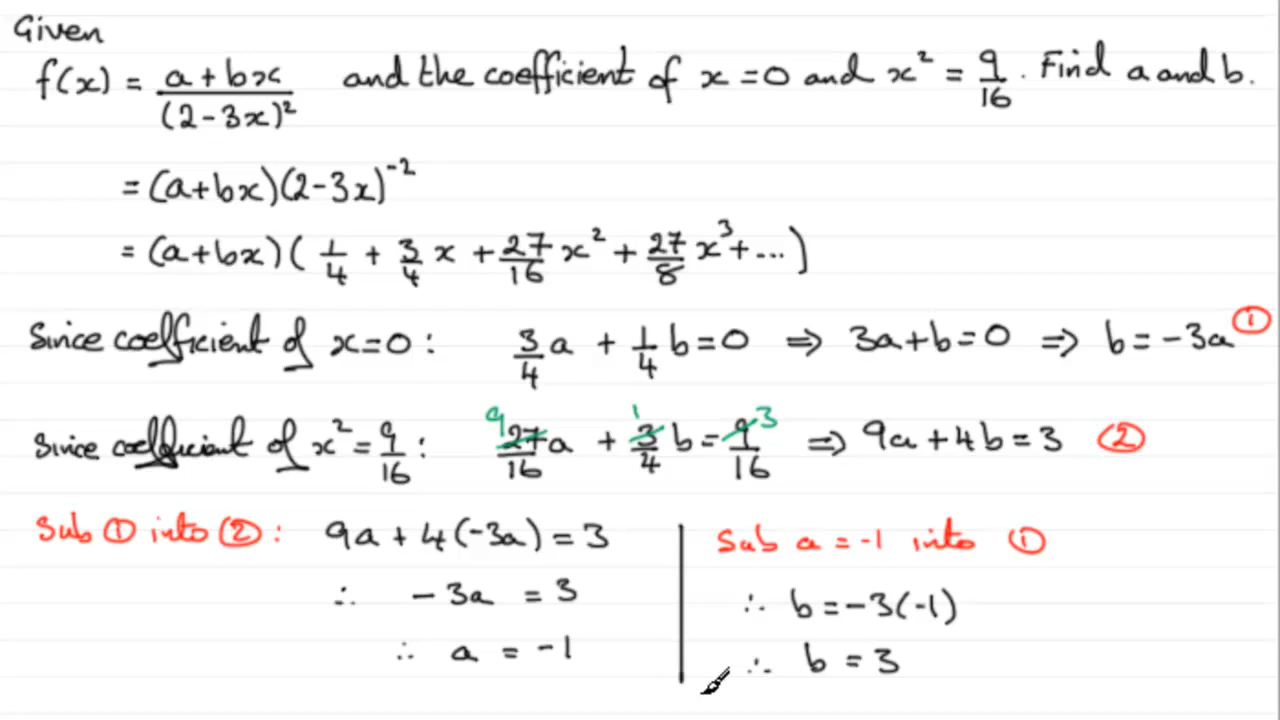 Given
f(x) = a + bx / (2 - 3x)² and the coefficient of x = 0 and x² = 9/16. Find a and b.
= (a + bx)(2 - 3x)⁻²
= (a + bx)( 1/4 + 3/4 x + 27/16 x² + 27/8 x³ + ... )
Since coefficient of x = 0 : 3/4 a + 1/4 b = 0 ⇒ 3a + b = 0 ⇒ b = -3a ①
Since coefficient of x² = 9/16 : 9 27/16 a + 1 3/4 b = 9 3/16 ⇒ 9a + 4b = 3 ②
Sub ① into ② : 9a + 4(-3a) = 3
∴ -3a = 3
∴ a = -1
Sub a = -1 into ①
∴ b = -3(-1)
∴ b = 3